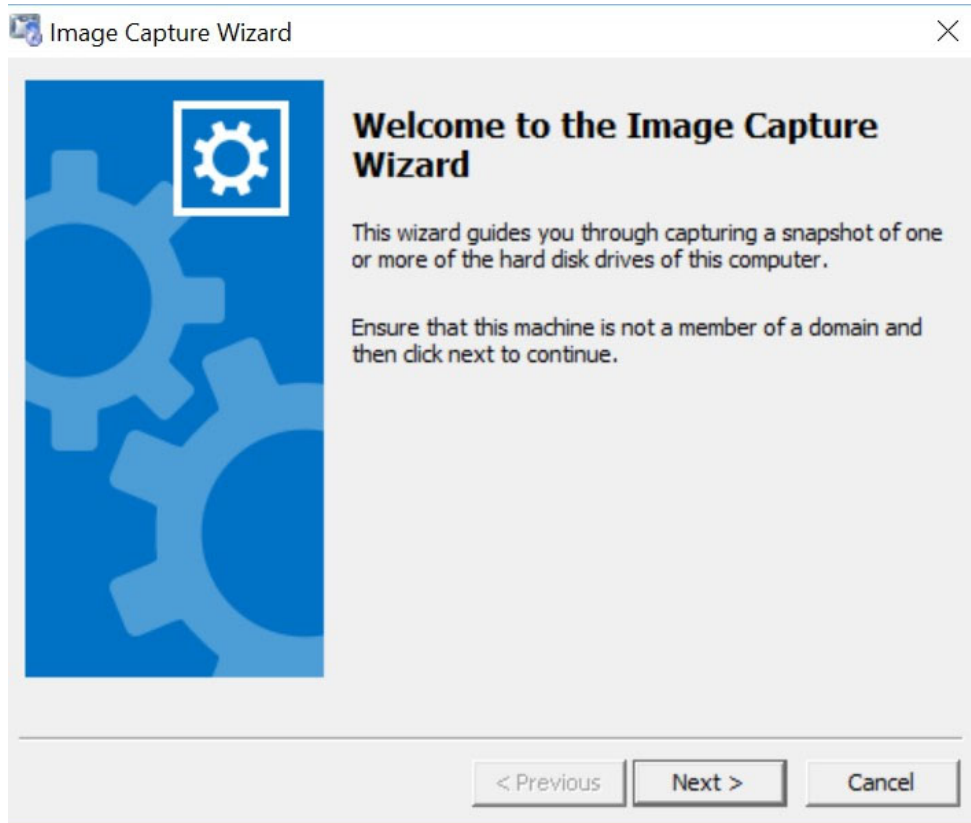 Image Capture Wizard
Welcome to the Image Capture
Wizard
This wizard guides you through capturing a snapshot of one
or more of the hard disk drives of this computer.
Ensure that this machine is not a member of a domain and
then click next to continue.
< Previous
Next >
Cancel